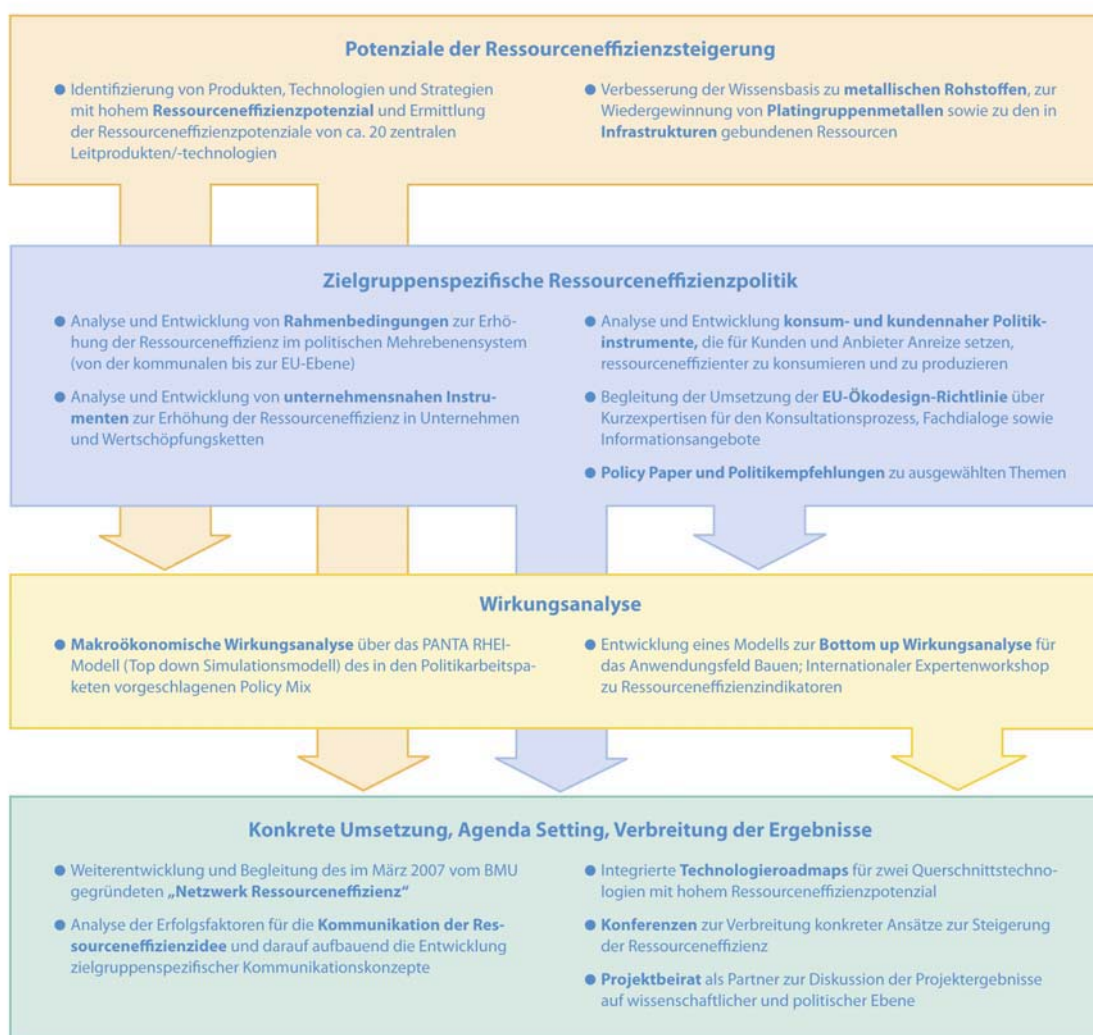 Potenziale der Ressourceneffizienzsteigerung
● Identifizierung von Produkten, Technologien und Strategien
mit hohem Ressourceneffizienzpotenzial und Ermittlung
der Ressourceneffizienzpotenziale von ca. 20 zentralen
Leitprodukten/-technologien
● Verbesserung der Wissensbasis zu metallischen Rohstoffen, zur
Wiedergewinnung von Platingruppenmetallen sowie zu den in
Infrastrukturen gebundenen Ressourcen
Zielgruppenspezifische Ressourceneffizienzpolitik
● Analyse und Entwicklung von Rahmenbedingungen zur Erhö-
hung der Ressourceneffizienz im politischen Mehrebenensystem
(von der kommunalen bis zur EU-Ebene)
● Analyse und Entwicklung von unternehmensnahen Instru-
menten zur Erhöhung der Ressourceneffizienz in Unternehmen
und Wertschöpfungsketten
● Analyse und Entwicklung konsum- und kundennaher Politik-
instrumente, die für Kunden und Anbieter Anreize setzen,
ressourceneffizienter zu konsumieren und zu produzieren
● Begleitung der Umsetzung der EU-Ökodesign-Richtlinie über
Kurzexpertisen für den Konsultationsprozess, Fachdialoge sowie
Informationsangebote
● Policy Paper und Politikempfehlungen zu ausgewählten Themen
Wirkungsanalyse
● Makroökonomische Wirkungsanalyse über das PANTA RHEI-
Modell (Top down Simulationsmodell) des in den Politikarbeitspa-
keten vorgeschlagenen Policy Mix
● Entwicklung eines Modells zur Bottom up Wirkungsanalyse für
das Anwendungsfeld Bauen; Internationaler Expertenworkshop
zu Ressourceneffizienzindikatoren
Konkrete Umsetzung, Agenda Setting, Verbreitung der Ergebnisse
● Weiterentwicklung und Begleitung des im März 2007 vom BMU
gegründeten „Netzwerk Ressourceneffizienz“
● Analyse der Erfolgsfaktoren für die Kommunikation der Res-
sourceneffizienzidee und darauf aufbauend die Entwicklung
zielgruppenspezifischer Kommunikationskonzepte
● Integrierte Technologieroadmaps für zwei Querschnittstechno-
logien mit hohem Ressourceneffizienzpotenzial
● Konferenzen zur Verbreitung konkreter Ansätze zur Steigerung
der Ressourceneffizienz
● Projektbeirat als Partner zur Diskussion der Projektergebnisse
auf wissenschaftlicher und politischer Ebene